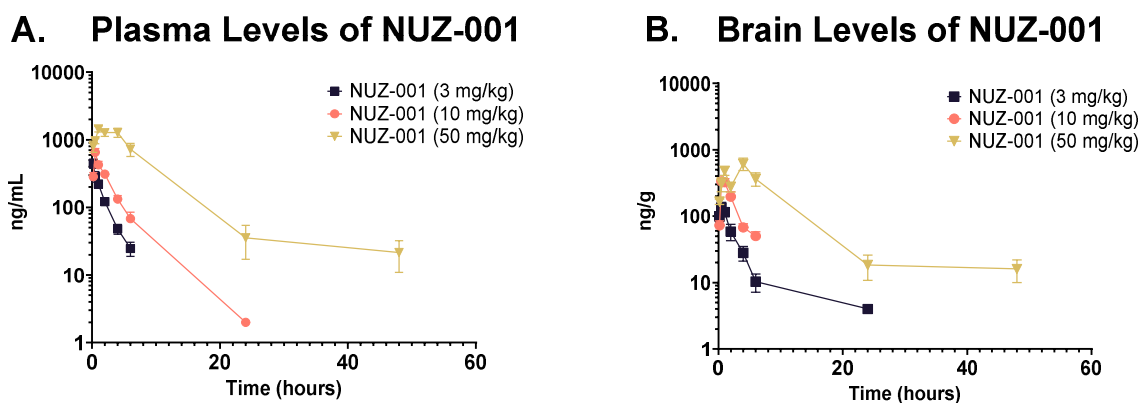 A. Plasma Levels of NUZ-001
10000
1000
100
10
1
ng/mL
NUZ-001 (3 mg/kg)
NUZ-001 (10 mg/kg)
NUZ-001 (50 mg/kg)
0 20 40 60
Time (hours)
B. Brain Levels of NUZ-001
10000
1000
100
10
1
ng/g
NUZ-001 (3 mg/kg)
NUZ-001 (10 mg/kg)
NUZ-001 (50 mg/kg)
0 20 40 60
Time (hours)